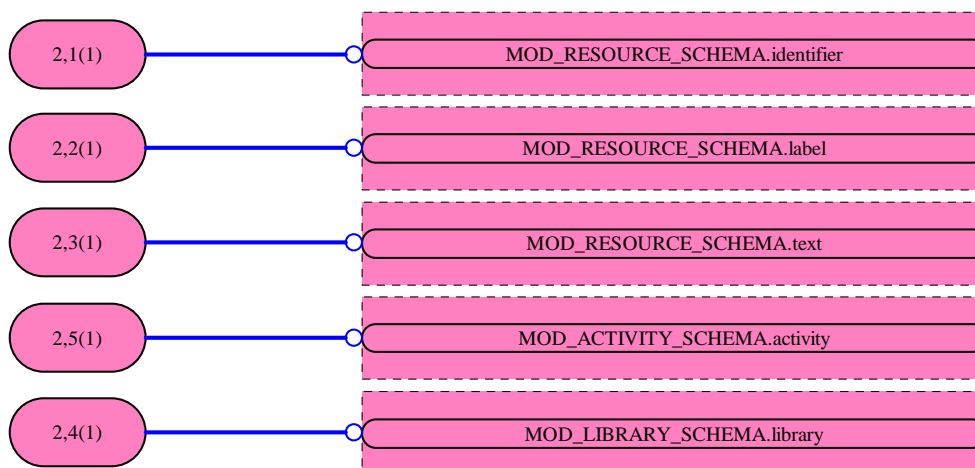 2,1(1) MOD_RESOURCE_SCHEMA.identifier
2,2(1) MOD_RESOURCE_SCHEMA.label
2,3(1) MOD_RESOURCE_SCHEMA.text
2,5(1) MOD_ACTIVITY_SCHEMA.activity
2,4(1) MOD_LIBRARY_SCHEMA.library